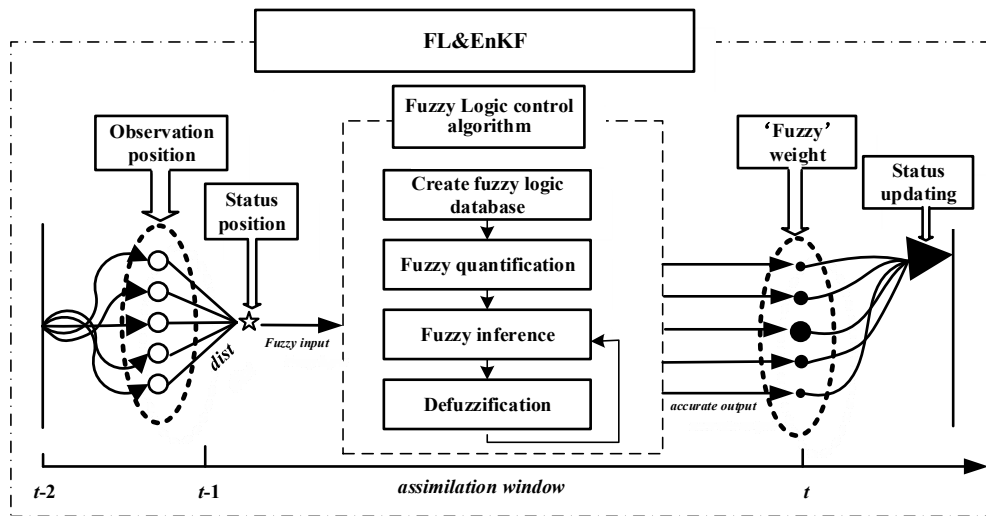 FL&EnKF
Fuzzy Logic control
algorithm
Observation
position
Status
position
‘Fuzzy’
weight
Status
updating
Create fuzzy logic
database
Fuzzy quantification
Fuzzy inference
Defuzzification
dist
Fuzzy input
accurate output
t-2
t-1
assimilation window
t